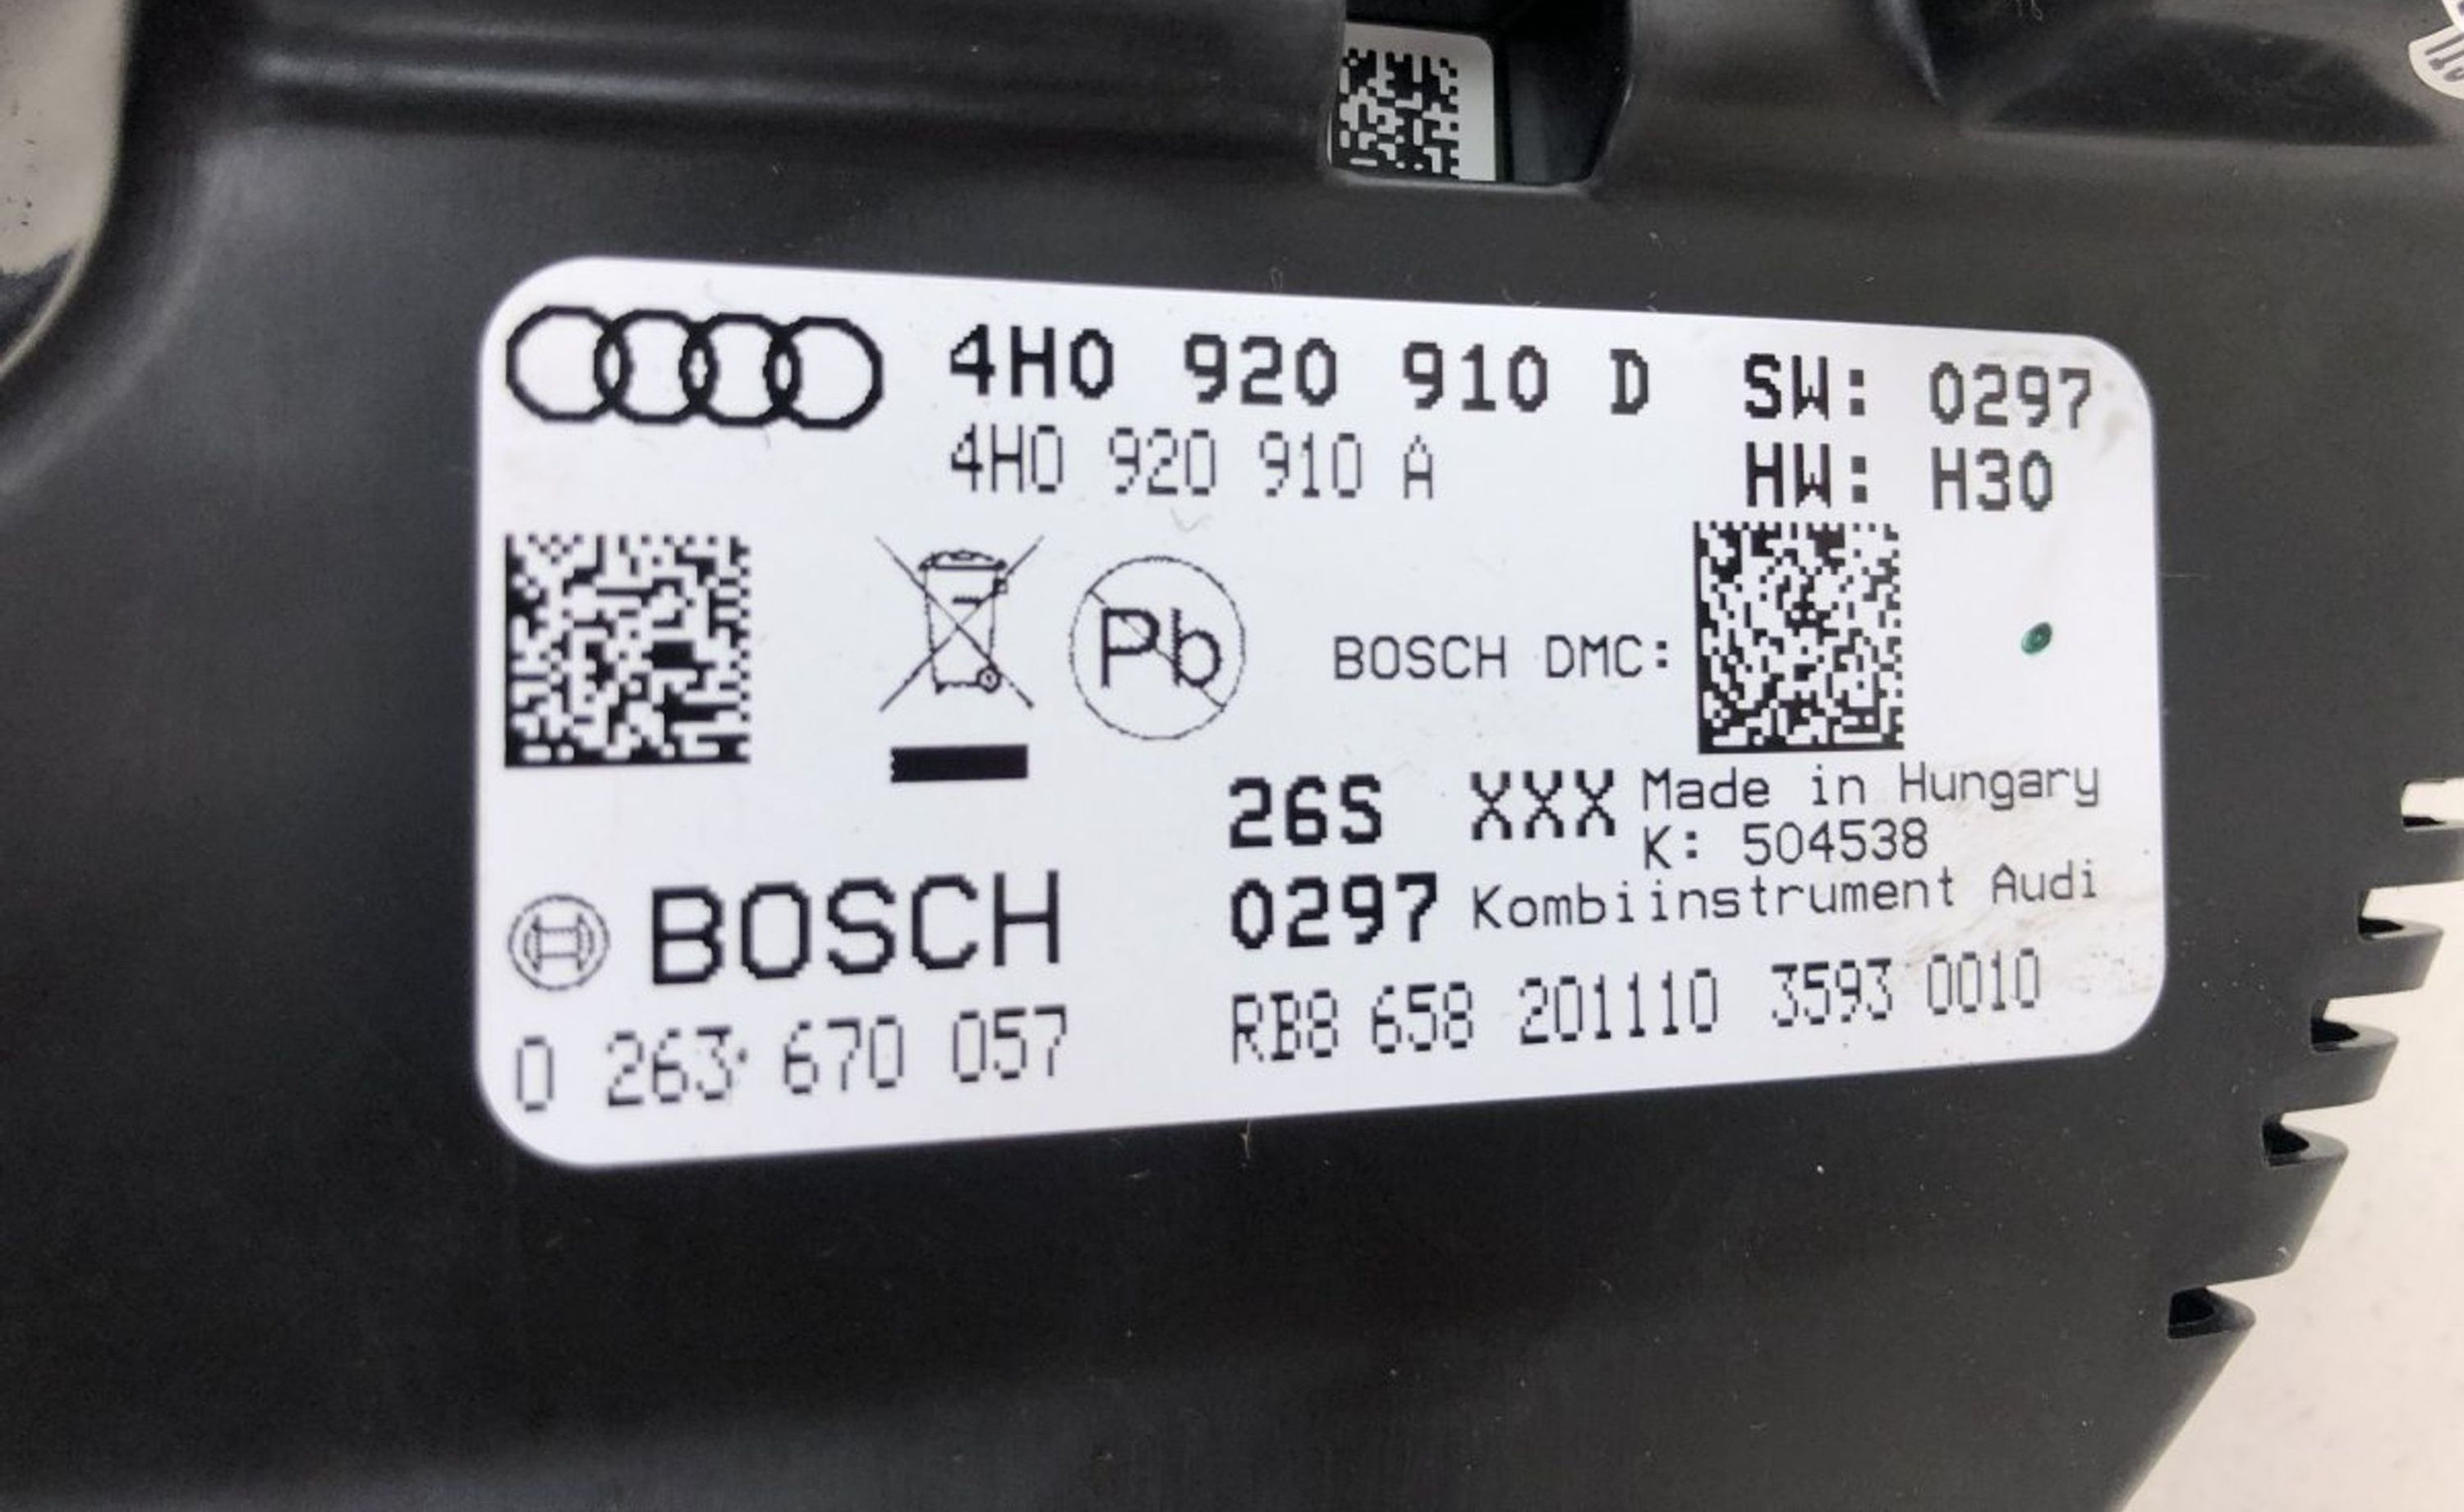 4H0 920 910 D SW: 0297
4H0 920 910 A HW: H30
Pb BOSCH DMC:
26S XXX Made in Hungary
K: 504538
BOSCH 0297 Kombiinstrument Audi
0 263 670 057 RB8 658 201110 3593 0010